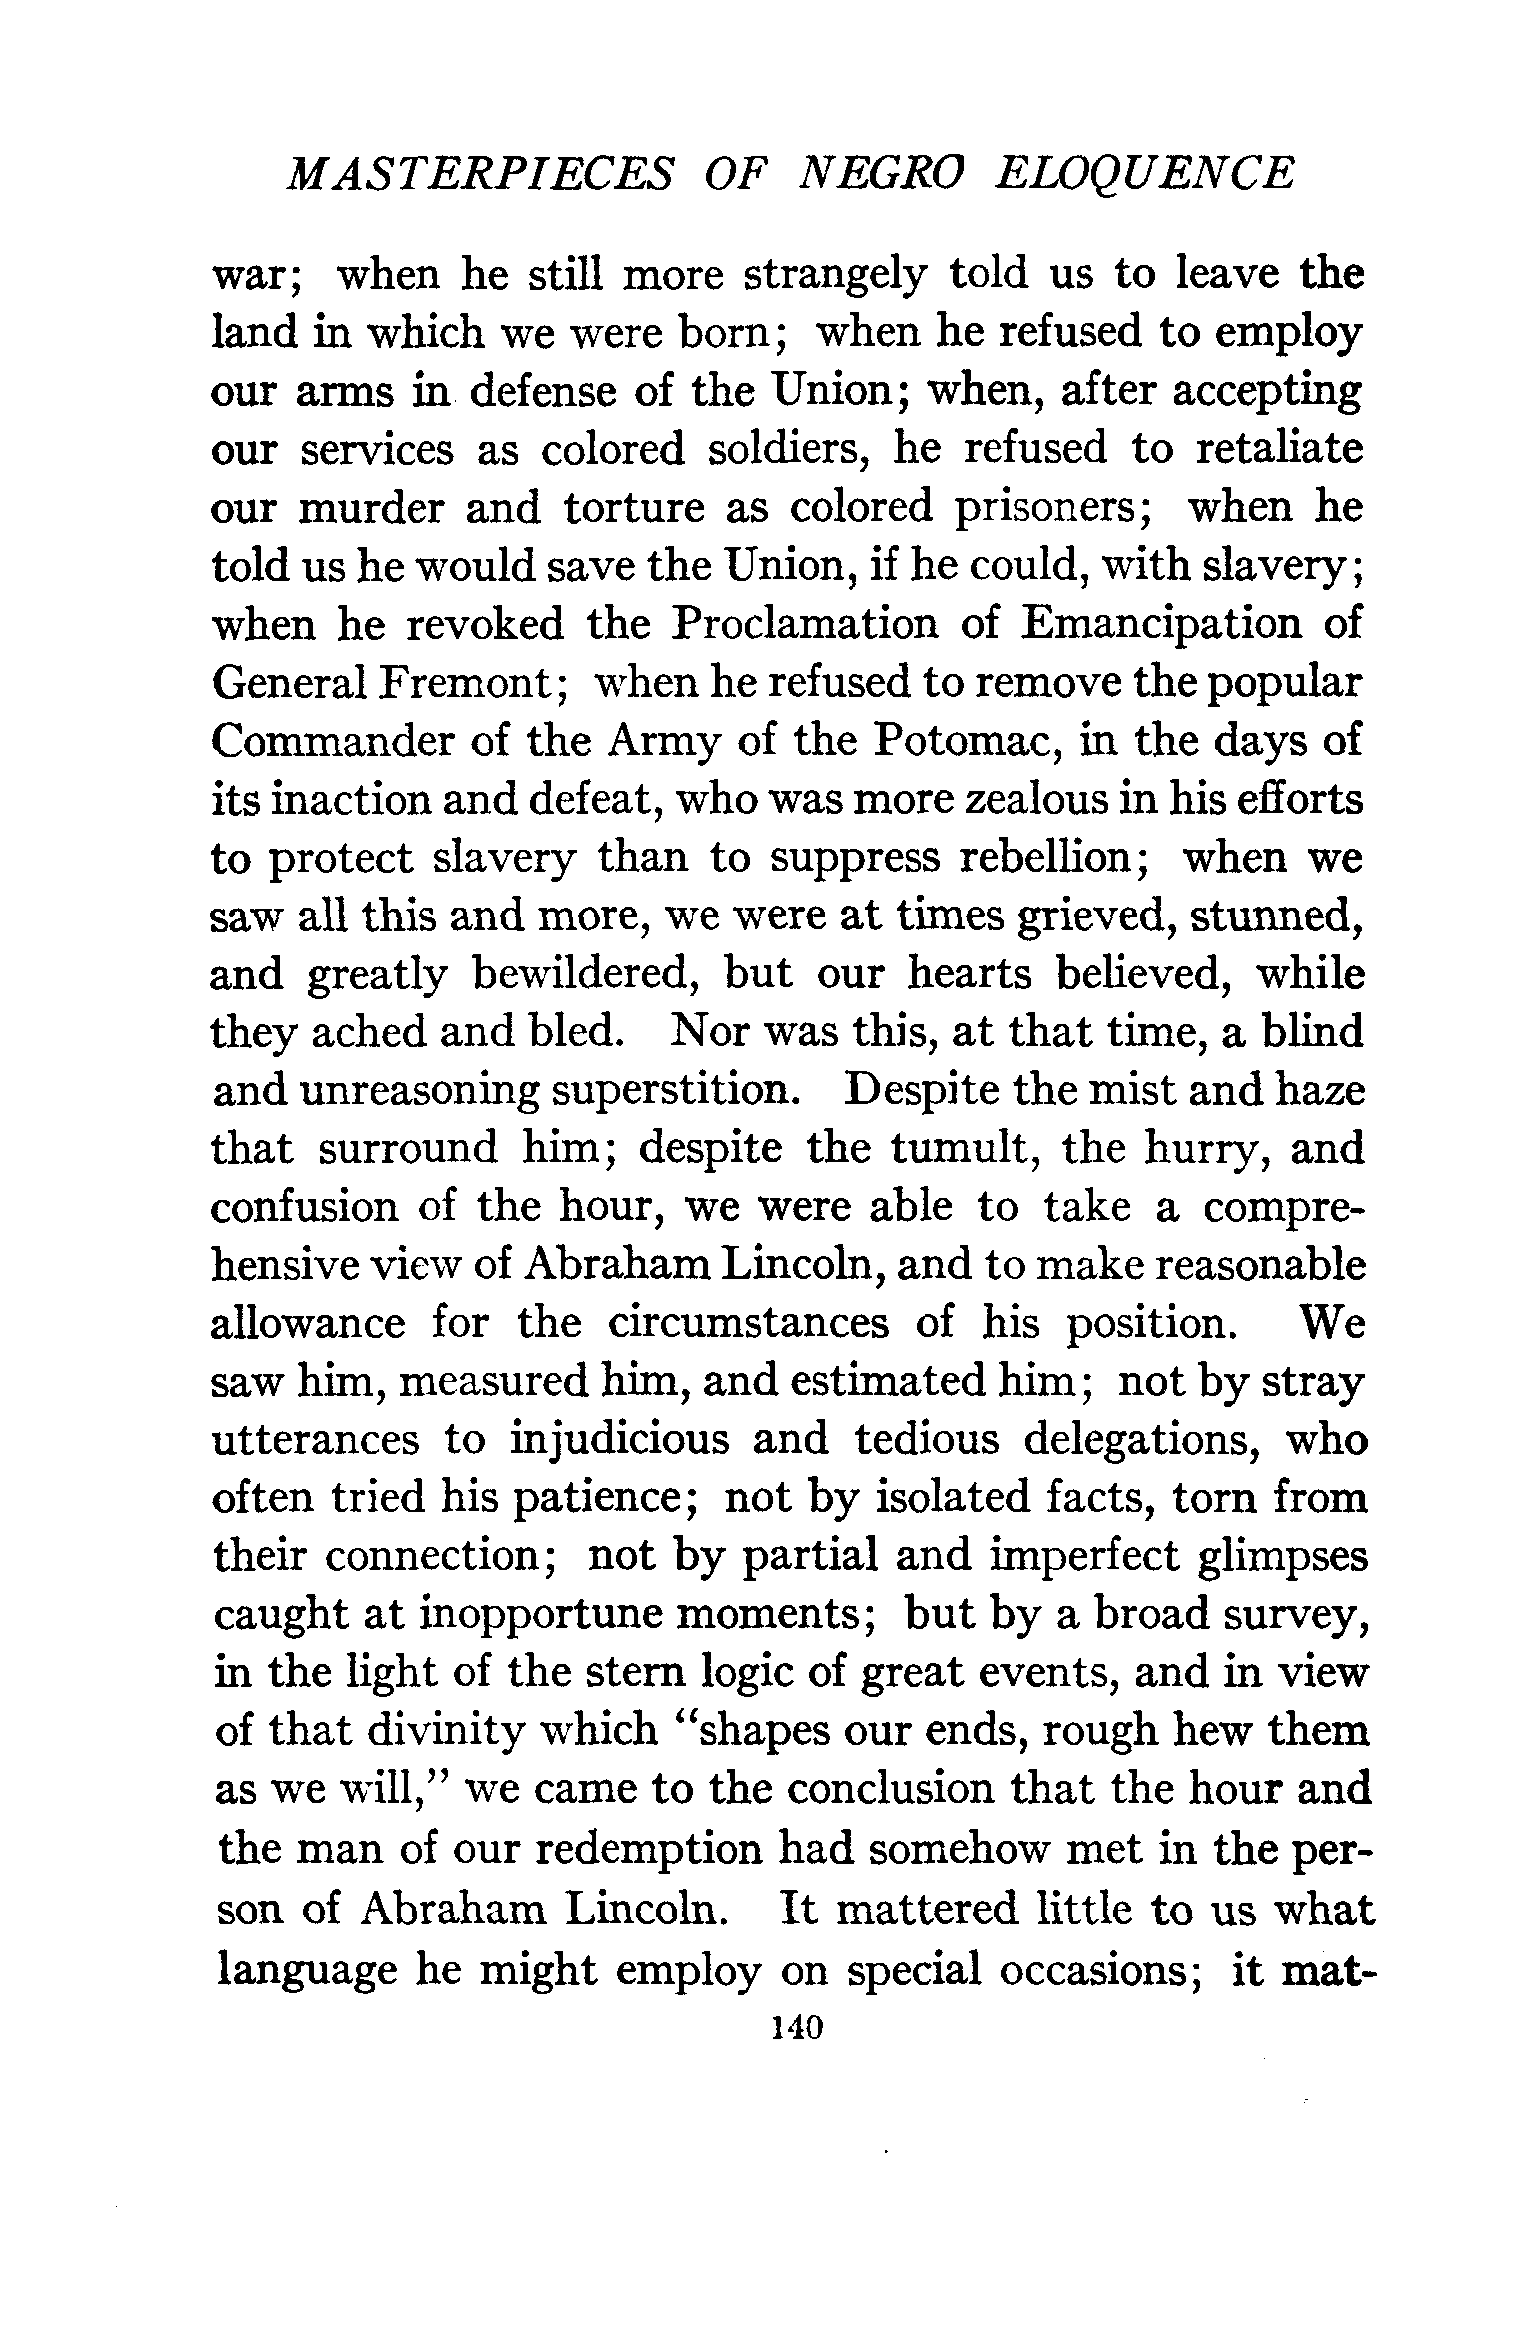 MASTERPIECES OF NEGRO ELOQUENCE
war; when he still more strangely told us to leave the
land in which we were born; when he refused to employ
our arms in defense of the Union; when, after accepting
our services as colored soldiers, he refused to retaliate
our murder and torture as colored prisoners; when he
told us he would save the Union, if he could, with slavery;
when he revoked the Proclamation of Emancipation of
General Fremont; when he refused to remove the popular
Commander of the Army of the Potomac, in the days of
its inaction and defeat, who was more zealous in his efforts
to protect slavery than to suppress rebellion; when we
saw all this and more, we were at times grieved, stunned,
and greatly bewildered, but our hearts believed, while
they ached and bled. Nor was this, at that time, a blind
and unreasoning superstition. Despite the mist and haze
that surround him; despite the tumult, the hurry, and
confusion of the hour, we were able to take a compre-
hensive view of Abraham Lincoln, and to make reasonable
allowance for the circumstances of his position. We
saw him, measured him, and estimated him; not by stray
utterances to injudicious and tedious delegations, who
often tried his patience; not by isolated facts, torn from
their connection; not by partial and imperfect glimpses
caught at inopportune moments; but by a broad survey,
in the light of the stern logic of great events, and in view
of that divinity which “shapes our ends, rough hew them
as we will,” we came to the conclusion that the hour and
the man of our redemption had somehow met in the per-
son of Abraham Lincoln. It mattered little to us what
language he might employ on special occasions; it mat-
140